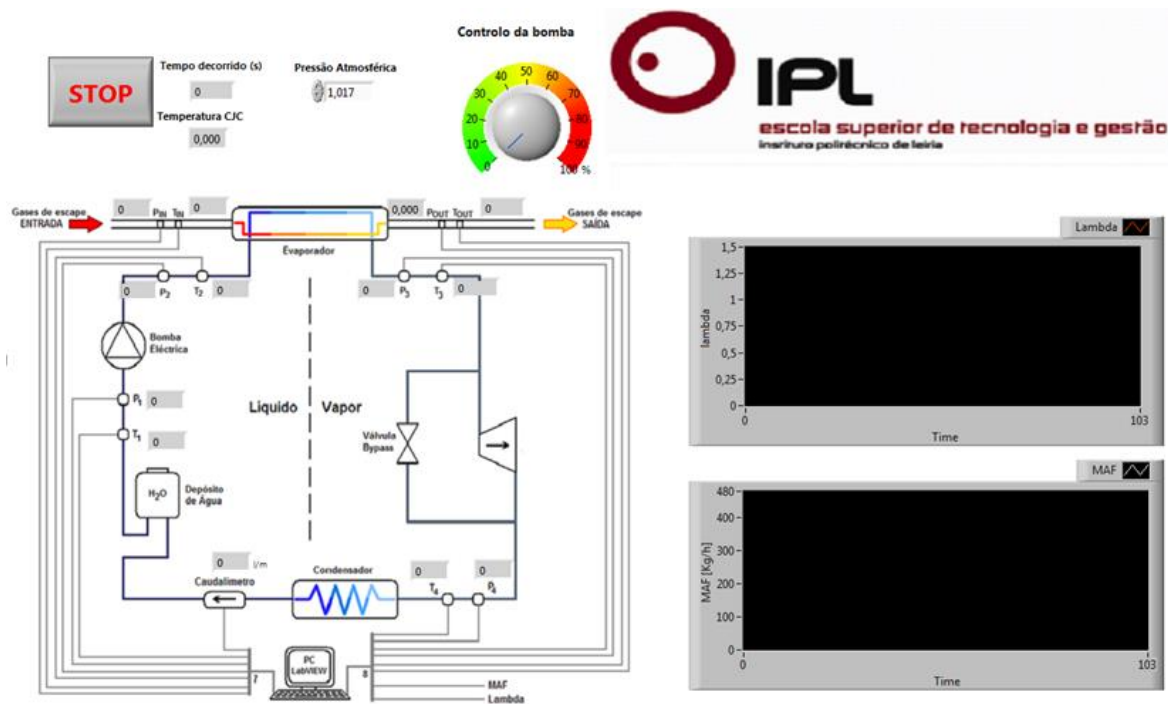 Controlo da bomba
STOP
Tempo decorrido (s)
0
Temperatura CJC
0,000
Pressão Atmosférica
1,017
0
10
20
30
40
50
60
70
80
90
100 %
IPL
escola superior de tecnologia e gestão
instituto politécnico de leiria
Gases de escape
ENTRADA
0
PIN
TIN
0
0,000
POUT
TOUT
0
Gases de escape
SAÍDA
Evaporador
0
P2
T2
0
0
P3
T3
0
Bomba
Eléctrica
P1
0
T1
0
Líquido
Vapor
Válvula
Bypass
H2O
Depósito
de Água
0
l/m
Caudalímetro
Condensador
0
T4
0
P4
PC
LabVIEW
7
8
MAF
Lambda
Lambda
1,5
1
0,75
0,5
0,25
0
lambda
0
103
Time
MAF
480
400
300
200
100
0
MAF [Kg/h]
0
103
Time